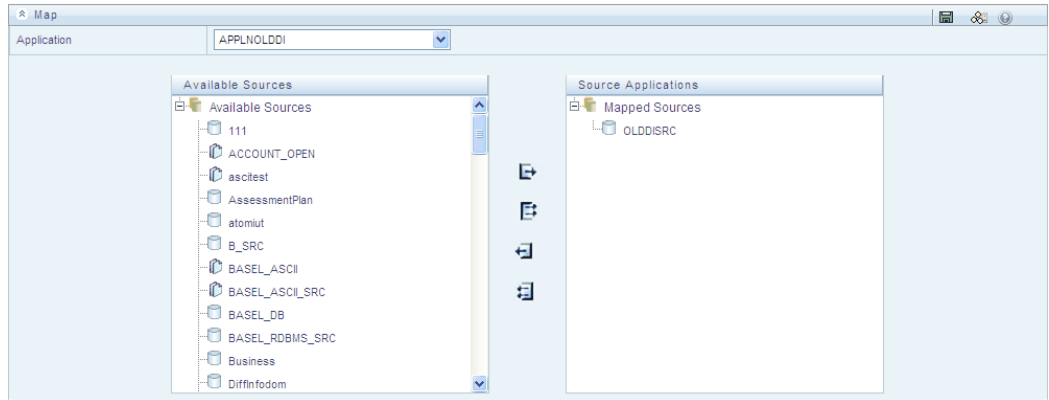 Map
Application
APPLNOLDDI
Available Sources
Available Sources
111
ACCOUNT_OPEN
ascitest
AssessmentPlan
atomiut
B_SRC
BASEL_ASCII
BASEL_ASCII_SRC
BASEL_DB
BASEL_RDBMS_SRC
Business
DiffInfodom
Source Applications
Mapped Sources
OLDDISRC